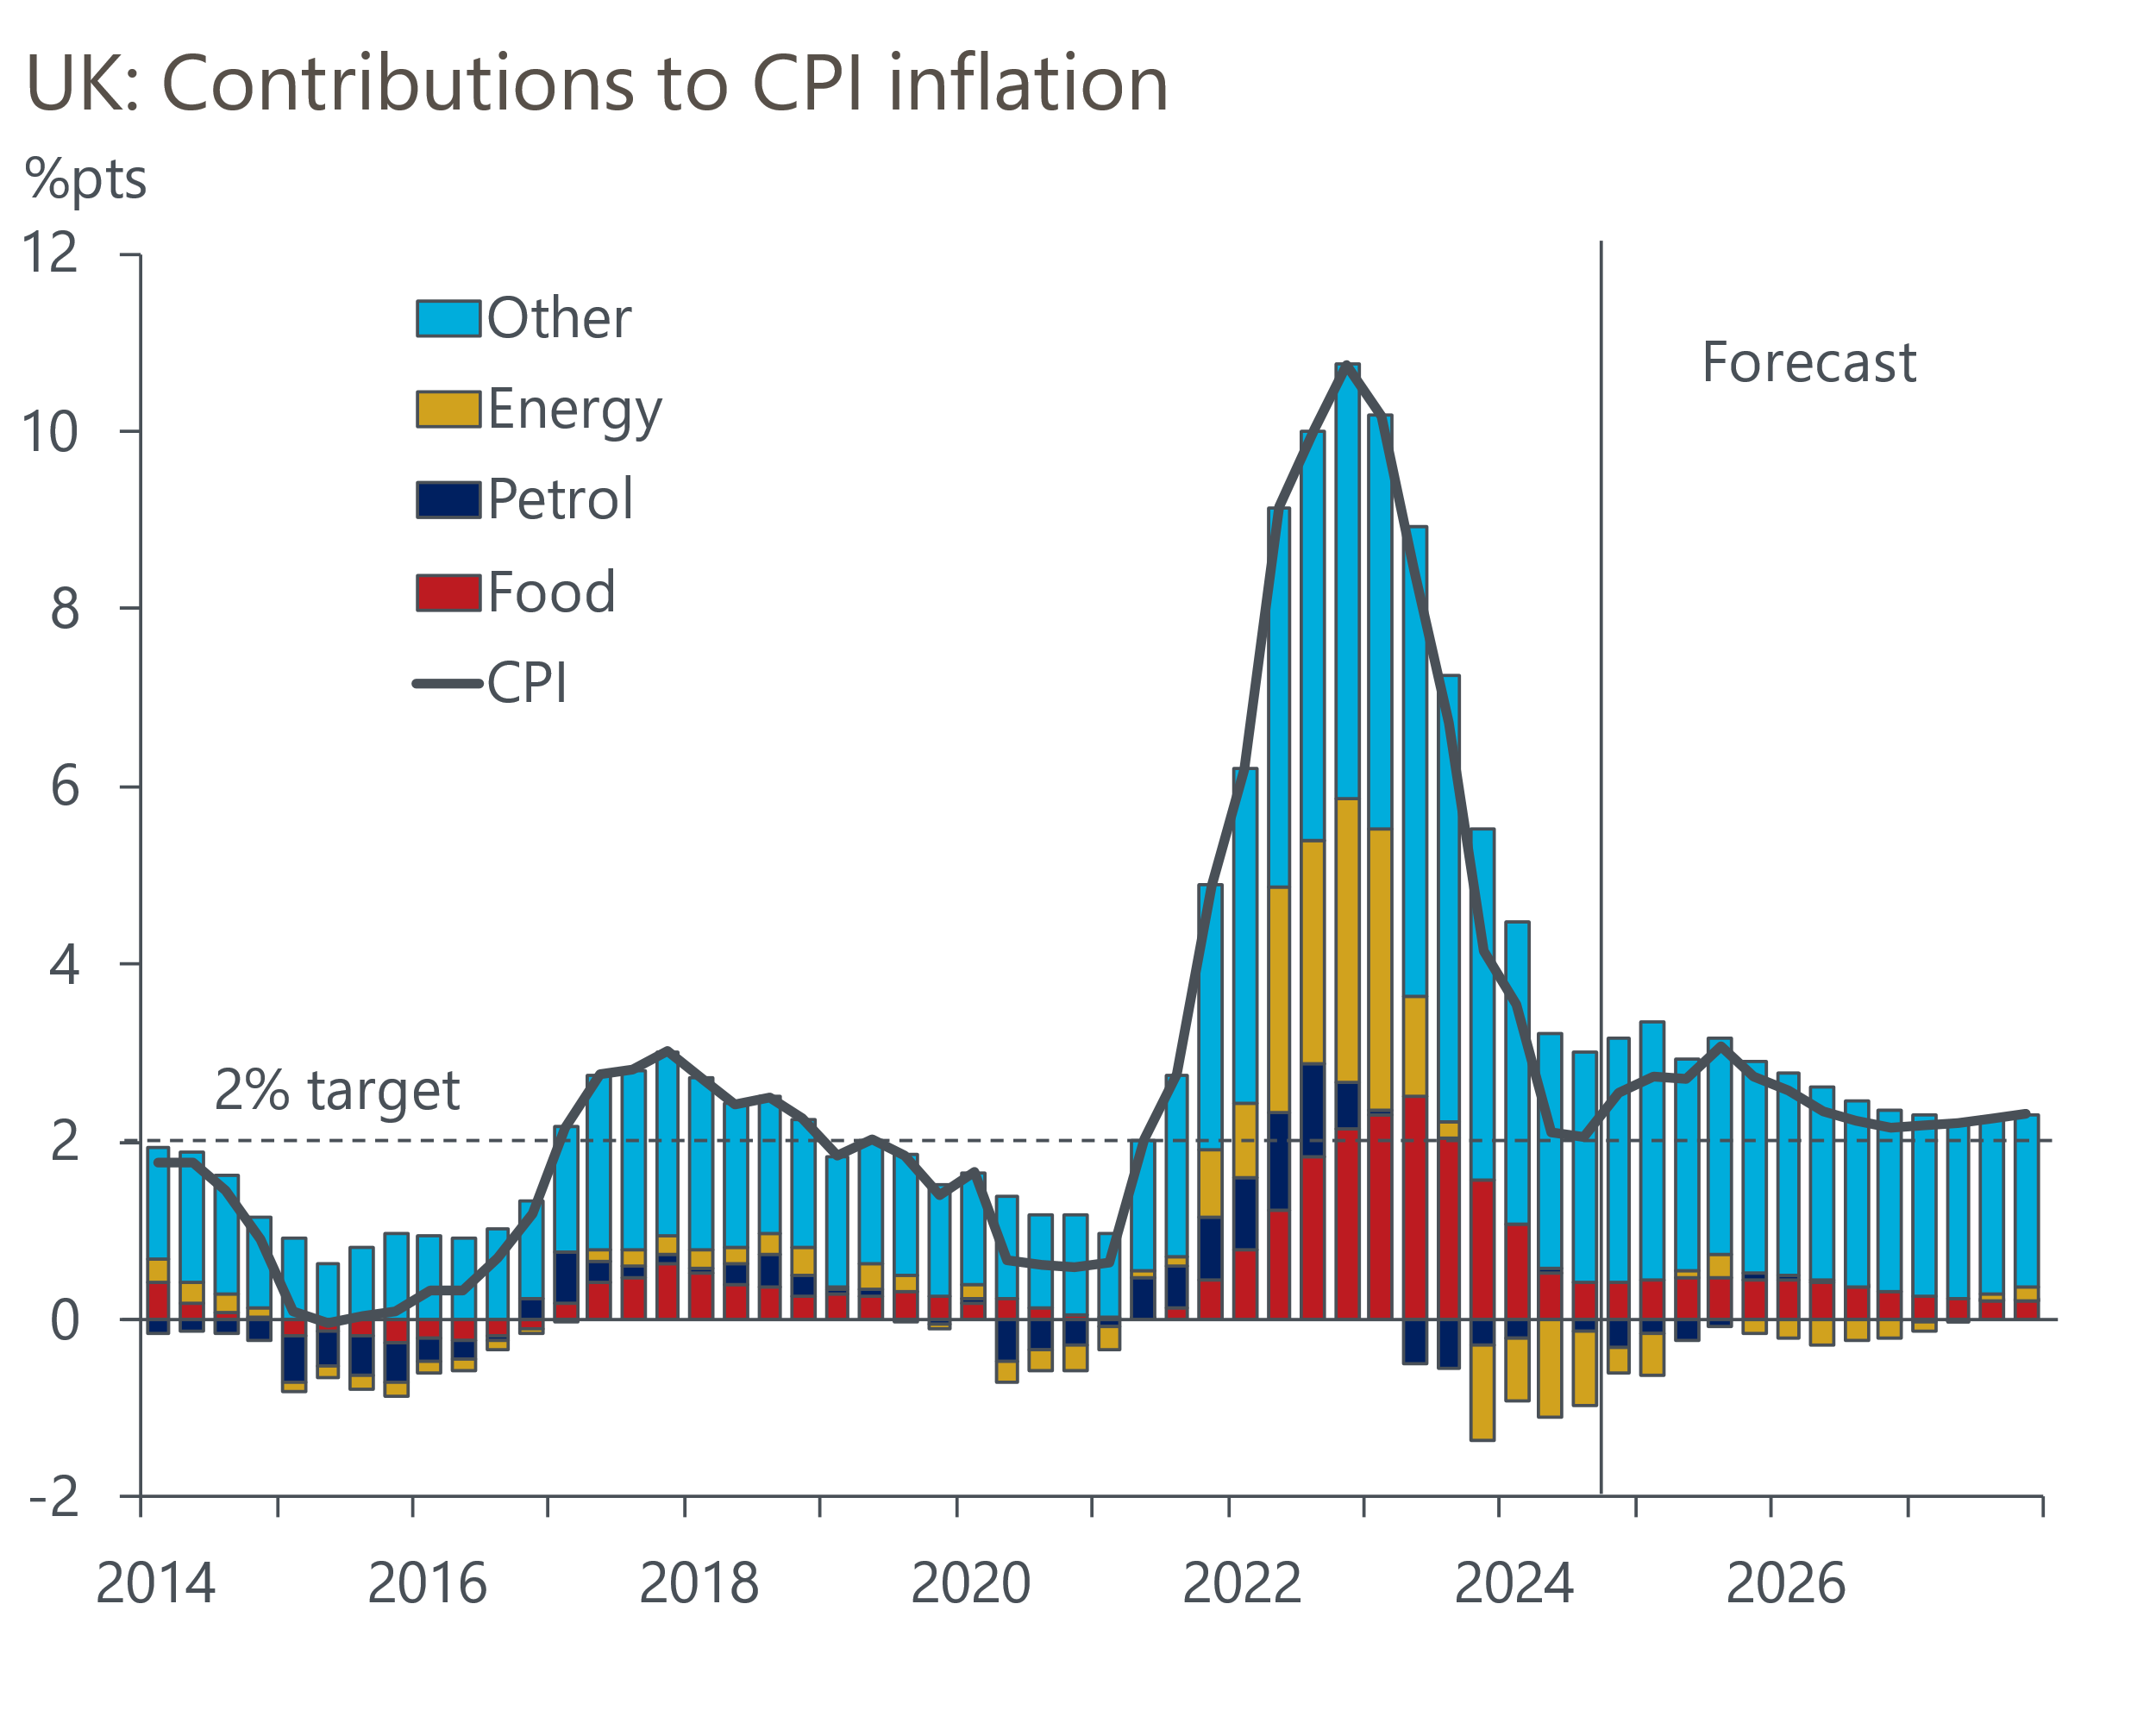 UK: Contributions to CPI inflation
%pts
12
10
8
6
4
2
0
-2
Other
Energy
Petrol
Food
CPI
Forecast
2% target
2014 2016 2018 2020 2022 2024 2026